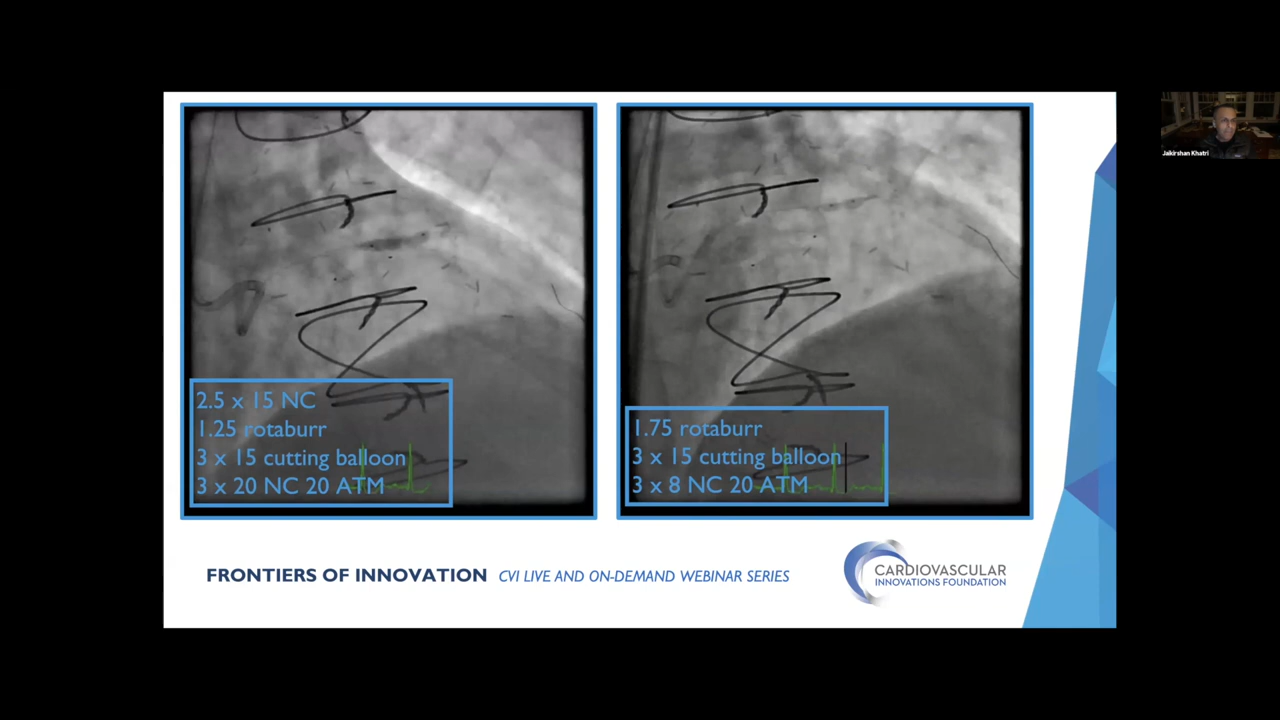 2.5 x 15 NC
1.25 rotaburr
3 x 15 cutting balloon
3 x 20 NC 20 ATM
1.75 rotaburr
3 x 15 cutting balloon
3 x 8 NC 20 ATM
FRONTIERS OF INNOVATION CVI LIVE AND ON-DEMAND WEBINAR SERIES
CARDIOVASCULAR
INNOVATIONS FOUNDATION
Jaikirshan Khatri